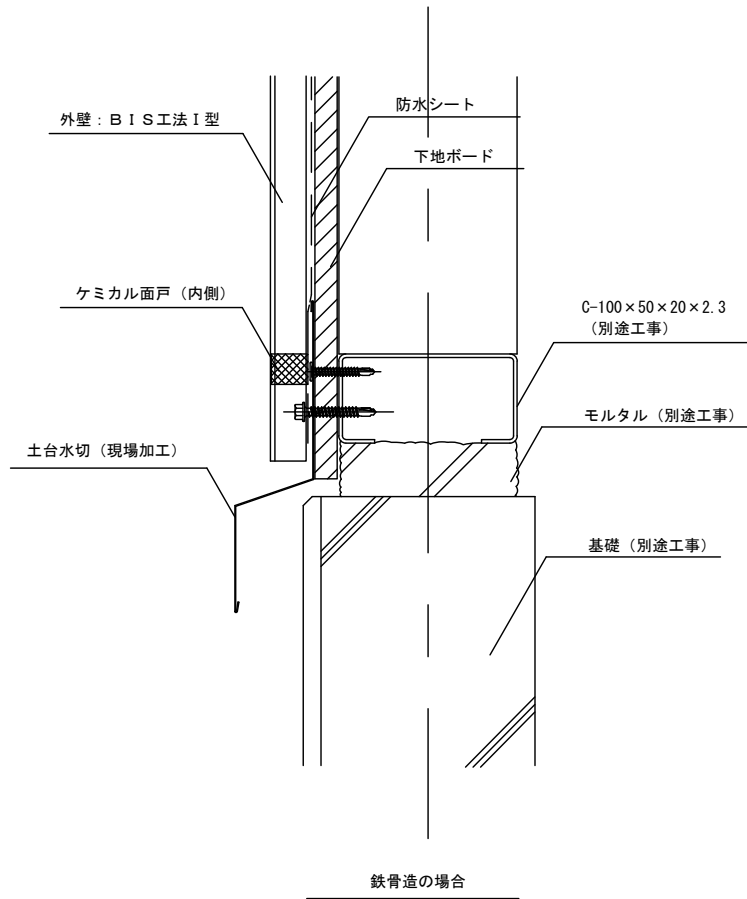 防水シート
外壁：ＢＩＳ工法Ⅰ型
下地ボード
ケミカル面戸（内側）
C-100×50×20×2.3
（別途工事）
モルタル（別途工事）
土台水切（現場加工）
基礎（別途工事）
鉄骨造の場合